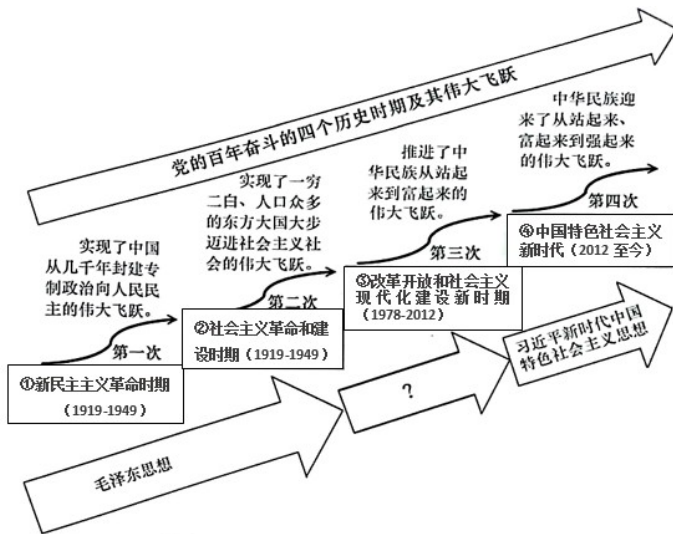 党的百年奋斗的四个历史时期及其伟大飞跃
实现了中国
从几千年封建专
制政治向人民民
主的伟大飞跃。
第一次
①新民主主义革命时期
(1919-1949)
实现了一穷
二白、人口众多
的东方大国大步
迈进社会主义社
会的伟大飞跃。
第二次
②社会主义革命和建
设时期(1919-1949)
推进了中
华民族从站起
来到富起来的
伟大飞跃。
第三次
③改革开放和社会主义
现代化建设新时期
(1978-2012)
中华民族迎
来了从站起来、
富起来到强起来
的伟大飞跃。
第四次
④中国特色社会主义
新时代(2012至今)
毛泽东思想
?
习近平新时代中国
特色社会主义思想